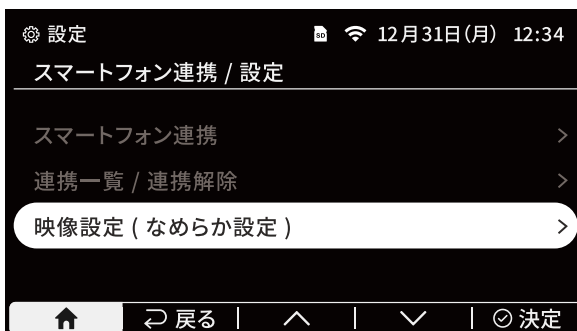 設定 SD 12月31日(月) 12:34
スマートフォン連携 / 設定
スマートフォン連携
連携一覧 / 連携解除
映像設定 ( なめらか設定 )
戻る 決定